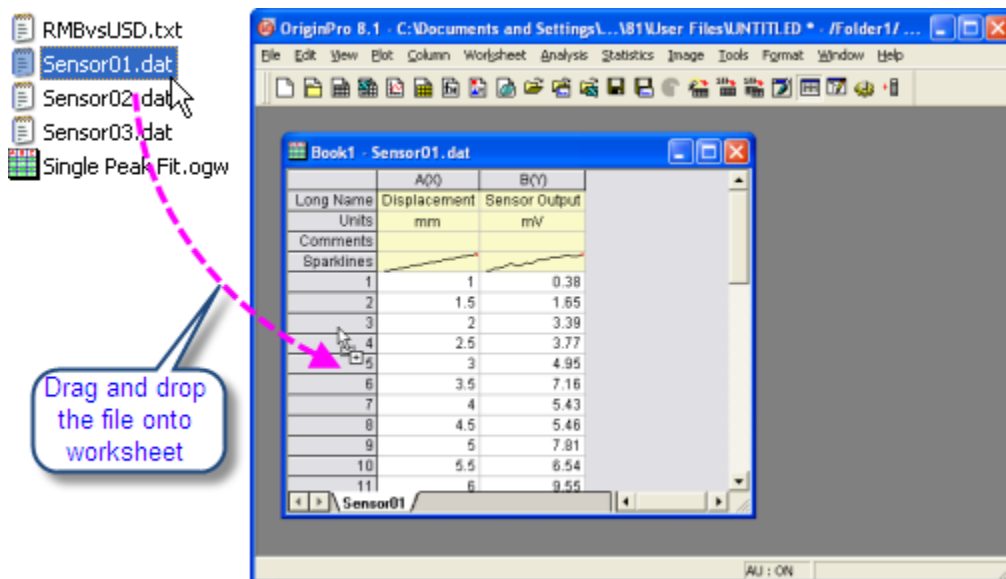 RMBvsUSD.txt
Sensor01.dat
Sensor02.dat
Sensor03.dat
Single Peak Fit.ogw
Drag and drop
the file onto
worksheet
OriginPro 8.1 - C:\Documents and Settings\...\81\User Files\UNTITLED * - /Folder1/ ...
File Edit View Plot Column Worksheet Analysis Statistics Image Tools Format Window Help
Book1 - Sensor01.dat
A(X) B(Y)
Long Name Displacement Sensor Output
Units mm mV
Comments
Sparklines
1 1 0.38
2 1.5 1.65
3 2 3.39
4 2.5 3.77
5 3 4.95
6 3.5 7.16
7 4 5.43
8 4.5 5.46
9 5 7.81
10 5.5 6.54
11 6 9.55
Sensor01
AU : ON